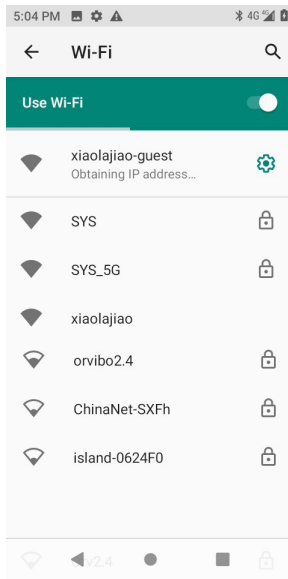 5:04 PM 4G 4G
Wi-Fi
Use Wi-Fi
xiaolajiao-guest
Obtaining IP address...
SYS
SYS_5G
xiaolajiao
orvibo2.4
ChinaNet-SXFh
island-0624F0